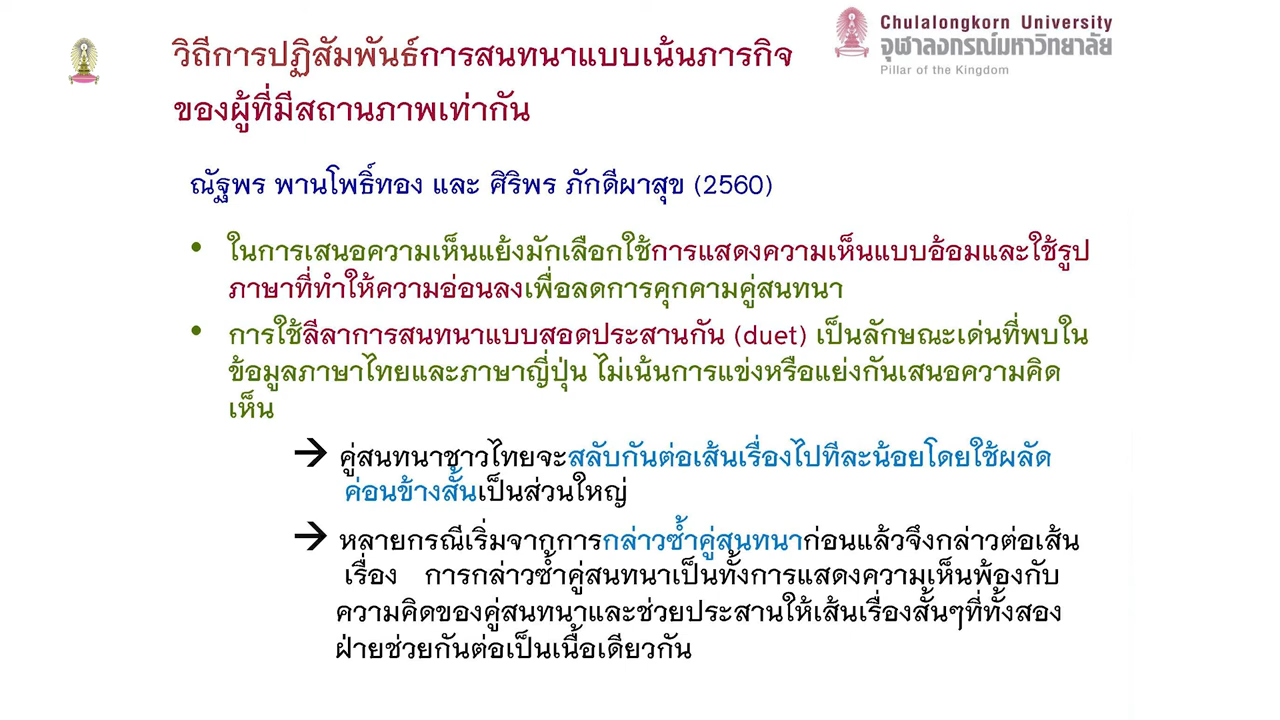 Chulalongkorn University
จุฬาลงกรณ์มหาวิทยาลัย
Pillar of the Kingdom
วิถีการปฏิสัมพันธ์การสนทนาแบบเน้นภารกิจ
ของผู้ที่มีสถานภาพเท่ากัน
ณัฐพร พานโพธิ์ทอง และ ศิริพร ภักดีผาสุข (2560)
• ในการเสนอความเห็นแย้งมักเลือกใช้การแสดงความเห็นแบบอ้อมและใช้รูป
ภาษาที่ทำให้ความอ่อนลงเพื่อลดการคุกคามคู่สนทนา
• การใช้ลีลาการสนทนาแบบสอดประสานกัน (duet) เป็นลักษณะเด่นที่พบใน
ข้อมูลภาษาไทยและภาษาญี่ปุ่น ไม่เน้นการแข่งหรือแย่งกันเสนอความคิด
เห็น
→ คู่สนทนาชาวไทยจะสลับกันต่อเส้นเรื่องไปทีละน้อยโดยใช้ผลัด
ค่อนข้างสั้นเป็นส่วนใหญ่
→ หลายกรณีเริ่มจากการกล่าวซ้ำคู่สนทนาก่อนแล้วจึงกล่าวต่อเส้น
เรื่อง การกล่าวซ้ำคู่สนทนาเป็นทั้งการแสดงความเห็นพ้องกับ
ความคิดของคู่สนทนาและช่วยประสานให้เส้นเรื่องสั้นๆที่ทั้งสอง
ฝ่ายช่วยกันต่อเป็นเนื้อเดียวกัน